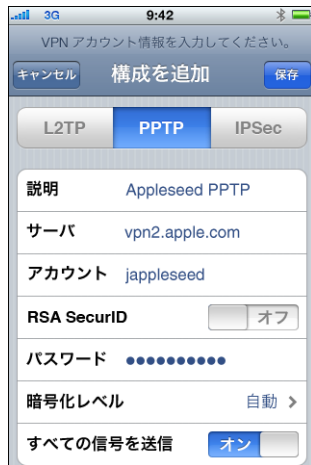 3G 9:42
VPN アカウント情報を入力してください。
キャンセル 構成を追加 保存
L2TP PPTP IPSec
説明 Appleseed PPTP
サーバ vpn2.apple.com
アカウント jappleseed
RSA SecurID オフ
パスワード ●●●●●●●●●●
暗号化レベル 自動
すべての信号を送信 オン